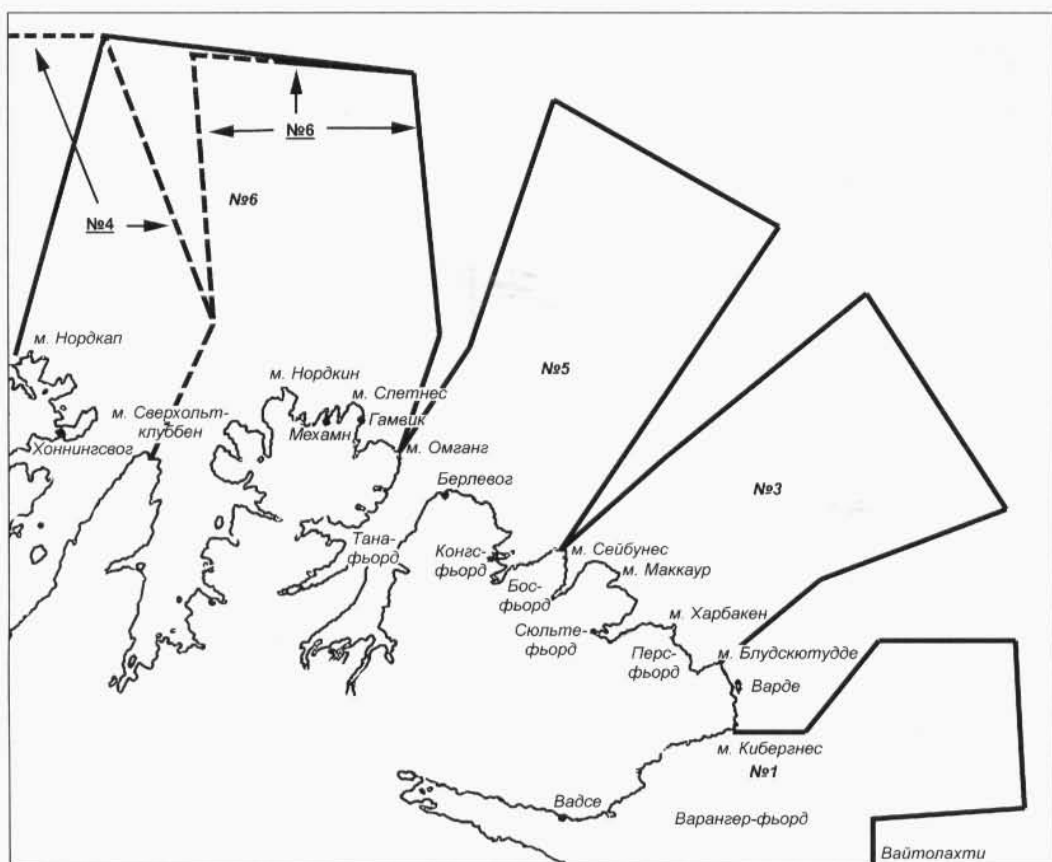 №6
№6
№4
м. Нордкап
м. Нордкин
м. Слетнес
м. Сверхольт-
клуббен
Гамвик
Мехамн
Хоннингсвог
м. Омганг
№5
Берлевог
№3
Тана-
фьорд
Конгс-
фьорд
м. Сейбунес
м. Маккаур
Бос-
фьорд
м. Харбакен
Сюльте-
фьорд
Перс-
фьорд
м. Блудскютудде
Варде
м. Кибергнес
№1
Вадсе
Варангер-фьорд
Вайтолахти